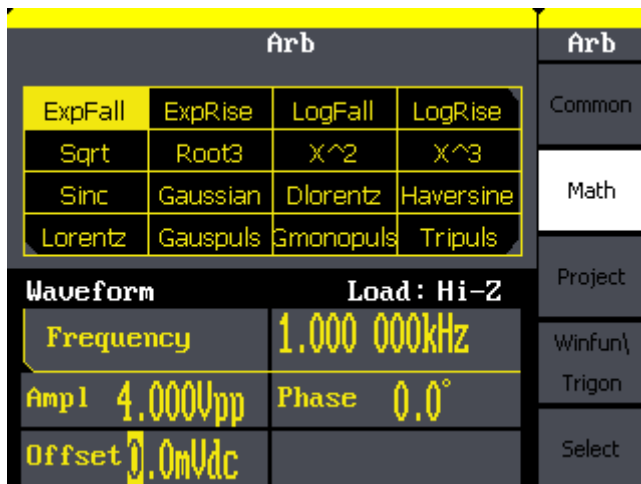 Arb
Arb
ExpFall ExpRise LogFall LogRise
Common
Sqrt Root3 X^2 X^3
Sinc Gaussian Dlorentz Haversine
Math
Lorentz Gauspuls Gmonopuls Tripuls
Project
Waveform Load: Hi-Z
Frequency 1.000 000kHz
Winfun\
Trigon
Ampl 4.000Vpp Phase 0.0°
Offset 0.0mVdc
Select